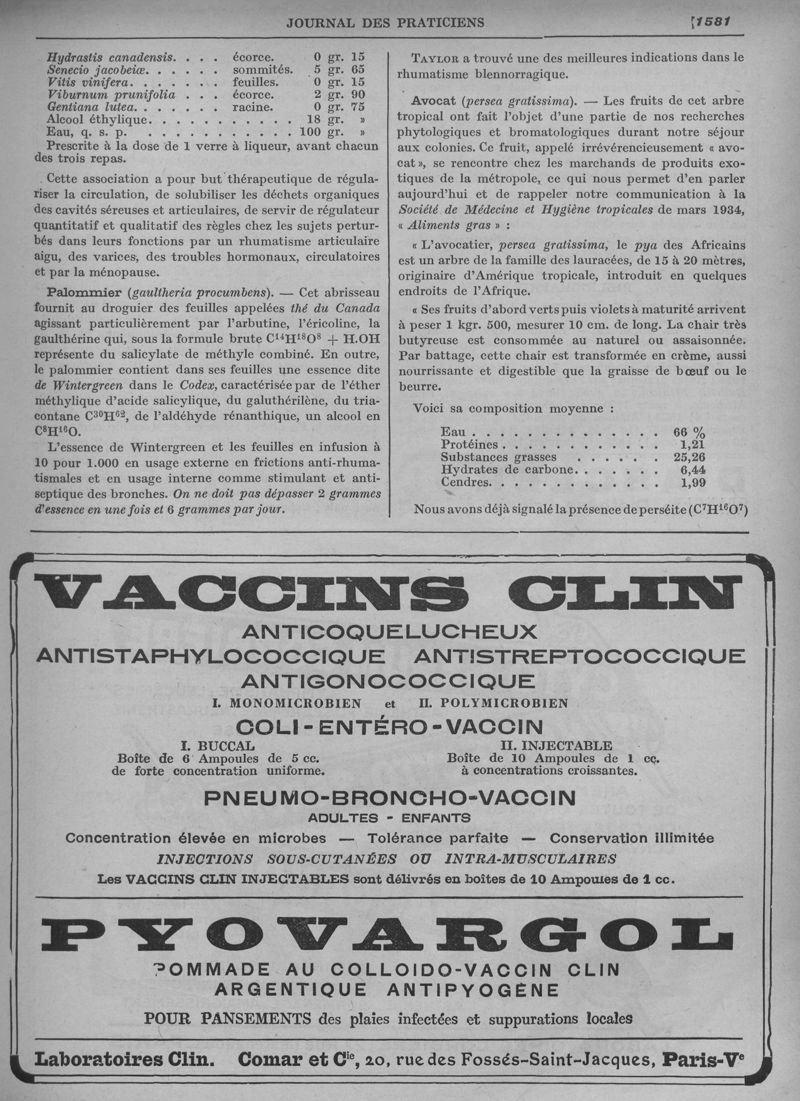 JOURNAL DES PRATICIENS
[1581
Hydrastis canadensis. . . . écorce. 0 gr. 15
Senecio jacobeiæ. . . . . . sommités. 5 gr. 65
Vitis vinifera. . . . . . . feuilles. 0 gr. 15
Viburnum prunifolia . . . écorce. 2 gr. 90
Gentiana lutea. . . . . . . racine. 0 gr. 75
Alcool éthylique. . . . . . . . . . . 18 gr. »
Eau, q. s. p. . . . . . . . . . . . 100 gr. »
Prescrite à la dose de 1 verre à liqueur, avant chacun
des trois repas.
Cette association a pour but thérapeutique de régula-
riser la circulation, de solubiliser les déchets organiques
des cavités séreuses et articulaires, de servir de régulateur
quantitatif et qualitatif des règles chez les sujets pertur-
bés dans leurs fonctions par un rhumatisme articulaire
aigu, des varices, des troubles hormonaux, circulatoires
et par la ménopause.
Palommier (gaultheria procumbens). — Cet abrisseau
fournit au droguier des feuilles appelées thé du Canada
agissant particulièrement par l'arbutine, l'éricoline, la
gaulthérine qui, sous la formule brute C¹⁴H¹⁸O⁸ + H.OH
représente du salicylate de méthyle combiné. En outre,
le palommier contient dans ses feuilles une essence dite
de Wintergreen dans le Codex, caractérisée par de l'éther
méthylique d'acide salicylique, du galuthérilène, du tria-
contane C³⁰H⁶², de l'aldéhyde rénanthique, un alcool en
C⁸H¹⁶O.
L'essence de Wintergreen et les feuilles en infusion à
10 pour 1.000 en usage externe en frictions anti-rhuma-
tismales et en usage interne comme stimulant et anti-
septique des bronches. On ne doit pas dépasser 2 grammes
d'essence en une fois et 6 grammes par jour.
TAYLOR a trouvé une des meilleures indications dans le
rhumatisme blennorragique.
Avocat (persea gratissima). — Les fruits de cet arbre
tropical ont fait l'objet d'une partie de nos recherches
phytologiques et bromatologiques durant notre séjour
aux colonies. Ce fruit, appelé irrévérencieusement « avo-
cat », se rencontre chez les marchands de produits exo-
tiques de la métropole, ce qui nous permet d'en parler
aujourd'hui et de rappeler notre communication à la
Société de Médecine et Hygiène tropicales de mars 1934,
« Aliments gras » :
« L'avocatier, persea gratissima, le pya des Africains
est un arbre de la famille des lauracées, de 15 à 20 mètres,
originaire d'Amérique tropicale, introduit en quelques
endroits de l'Afrique.
« Ses fruits d'abord verts puis violets à maturité arrivent
à peser 1 kgr. 500, mesurer 10 cm. de long. La chair très
butyreuse est consommée au naturel ou assaisonnée.
Par battage, cette chair est transformée en crème, aussi
nourrissante et digestible que la graisse de bœuf ou le
beurre.
Voici sa composition moyenne :
Eau . . . . . . . . . . . . . . 66 %
Protéines . . . . . . . . . . . . 1,21
Substances grasses . . . . . . 25,26
Hydrates de carbone. . . . . . . 6,44
Cendres. . . . . . . . . . . . . 1,99
Nous avons déjà signalé la présence de perséite (C⁷H¹⁶O⁷)
VACCINS CLIN
ANTICOQUELUCHEUX
ANTISTAPHYLOCOCCIQUE ANTISTREPTOCOCCIQUE
ANTIGONOCOCCIQUE
I. MONOMICROBIEN et II. POLYMICROBIEN
COLI-ENTÉRO-VACCIN
I. BUCCAL
Boîte de 6 Ampoules de 5 cc.
de forte concentration uniforme.
II. INJECTABLE
Boîte de 10 Ampoules de 1 cc.
à concentrations croissantes.
PNEUMO-BRONCHO-VACCIN
ADULTES - ENFANTS
Concentration élevée en microbes — Tolérance parfaite — Conservation illimitée
INJECTIONS SOUS-CUTANÉES OU INTRA-MUSCULAIRES
Les VACCINS CLIN INJECTABLES sont délivrés en boîtes de 10 Ampoules de 1 cc.
PYOVARGOL
POMMADE AU COLLOIDO-VACCIN CLIN
ARGENTIQUE ANTIPYOGÈNE
POUR PANSEMENTS des plaies infectées et suppurations locales
Laboratoires Clin. Comar et Cie, 20, rue des Fossés-Saint-Jacques, Paris-Ve